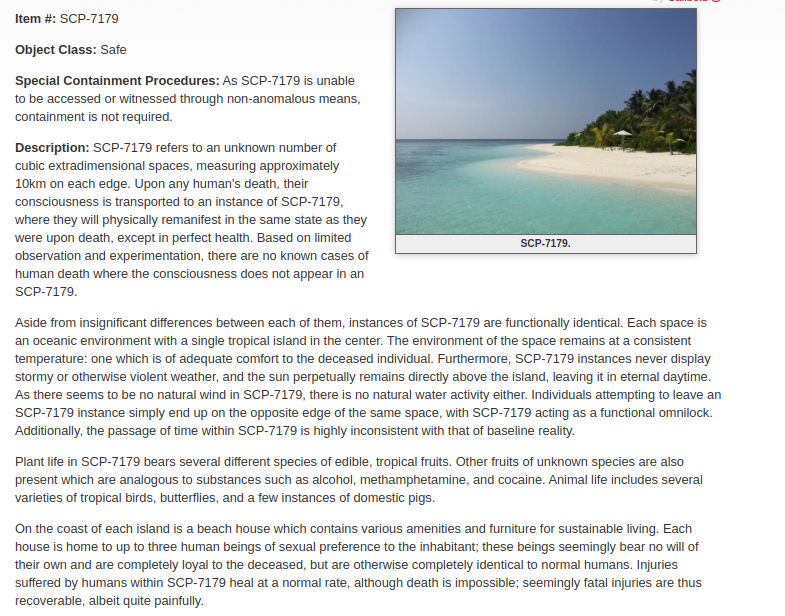 Item #: SCP-7179
Object Class: Safe
Special Containment Procedures: As SCP-7179 is unable
to be accessed or witnessed through non-anomalous means,
containment is not required.
Description: SCP-7179 refers to an unknown number of
cubic extradimensional spaces, measuring approximately
10km on each edge. Upon any human's death, their
consciousness is transported to an instance of SCP-7179,
where they will physically remanifest in the same state as they
were upon death, except in perfect health. Based on limited
observation and experimentation, there are no known cases of
human death where the consciousness does not appear in an
SCP-7179.
SCP-7179.
Aside from insignificant differences between each of them, instances of SCP-7179 are functionally identical. Each space is
an oceanic environment with a single tropical island in the center. The environment of the space remains at a consistent
temperature: one which is of adequate comfort to the deceased individual. Furthermore, SCP-7179 instances never display
stormy or otherwise violent weather, and the sun perpetually remains directly above the island, leaving it in eternal daytime.
As there seems to be no natural wind in SCP-7179, there is no natural water activity either. Individuals attempting to leave an
SCP-7179 instance simply end up on the opposite edge of the same space, with SCP-7179 acting as a functional omnilock.
Additionally, the passage of time within SCP-7179 is highly inconsistent with that of baseline reality.
Plant life in SCP-7179 bears several different species of edible, tropical fruits. Other fruits of unknown species are also
present which are analogous to substances such as alcohol, methamphetamine, and cocaine. Animal life includes several
varieties of tropical birds, butterflies, and a few instances of domestic pigs.
On the coast of each island is a beach house which contains various amenities and furniture for sustainable living. Each
house is home to up to three human beings of sexual preference to the inhabitant; these beings seemingly bear no will of
their own and are completely loyal to the deceased, but are otherwise completely identical to normal humans. Injuries
suffered by humans within SCP-7179 heal at a normal rate, although death is impossible; seemingly fatal injuries are thus
recoverable, albeit quite painfully.